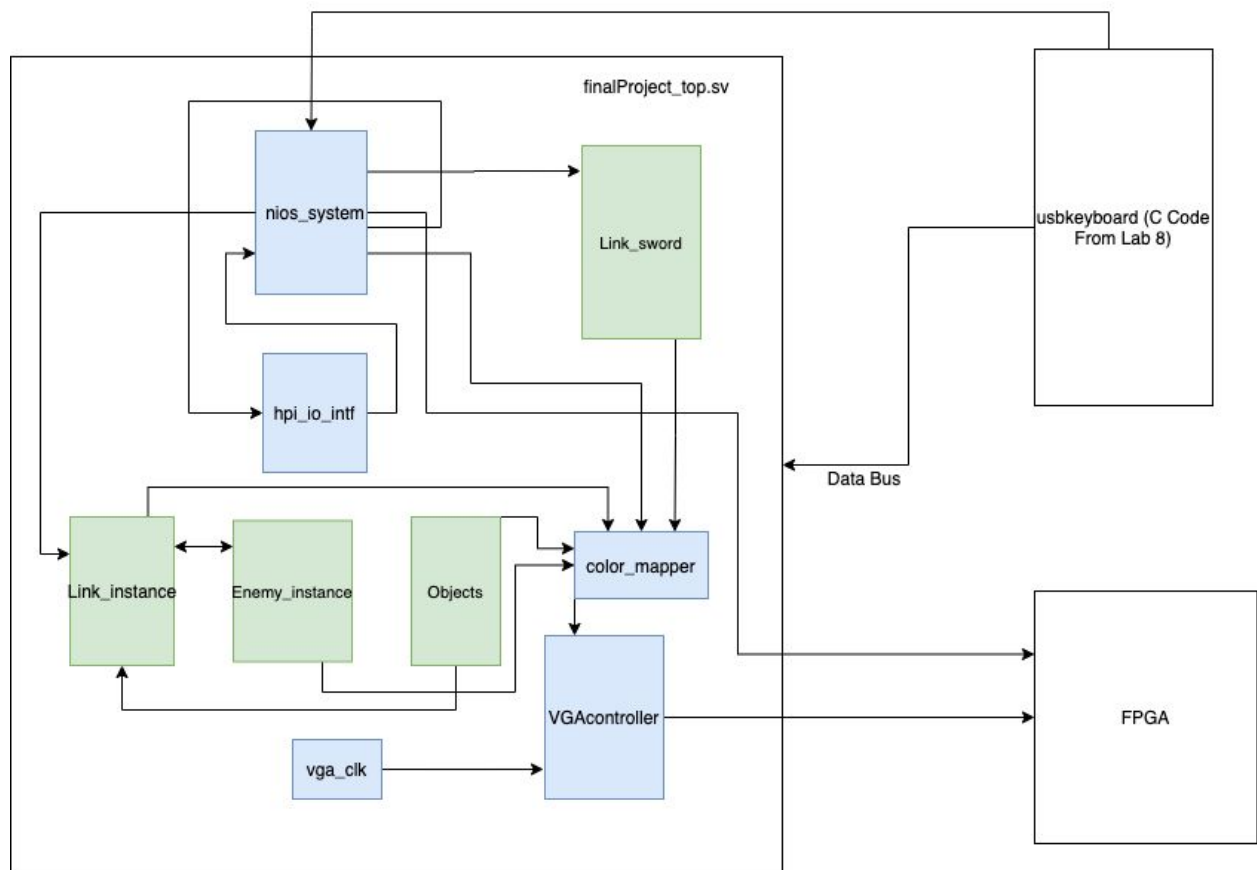 finalProject_top.sv
nios_system
Link_sword
usbkeyboard (C Code
From Lab 8)
hpi_io_intf
Data Bus
Link_instance
Enemy_instance
Objects
color_mapper
VGAcontroller
FPGA
vga_clk